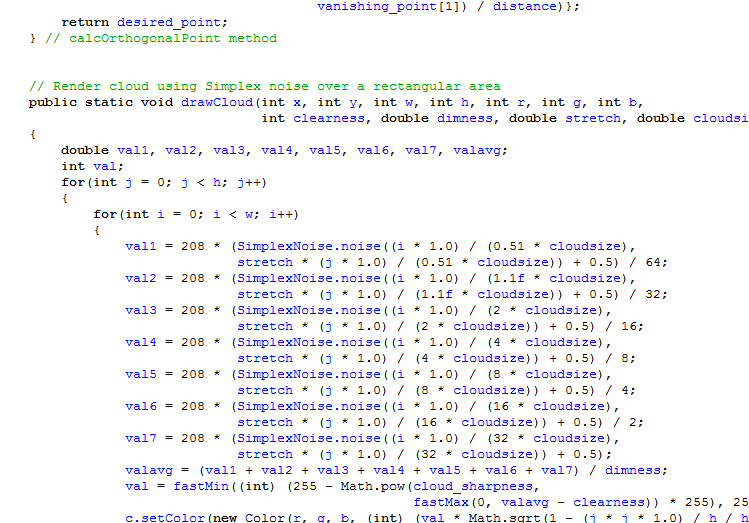 vanishing_point[1]) / distance)};
return desired_point;
} // calcOrthogonalPoint method
// Render cloud using Simplex noise over a rectangular area
public static void drawCloud(int x, int y, int w, int h, int r, int g, int b,
int clearness, double dimness, double stretch, double cloudsi
{
double val1, val2, val3, val4, val5, val6, val7, valavg;
int val;
for(int j = 0; j < h; j++)
{
for(int i = 0; i < w; i++)
{
val1 = 208 * (SimplexNoise.noise((i * 1.0) / (0.51 * cloudsize),
stretch * (j * 1.0) / (0.51 * cloudsize)) + 0.5) / 64;
val2 = 208 * (SimplexNoise.noise((i * 1.0) / (1.1f * cloudsize),
stretch * (j * 1.0) / (1.1f * cloudsize)) + 0.5) / 32;
val3 = 208 * (SimplexNoise.noise((i * 1.0) / (2 * cloudsize),
stretch * (j * 1.0) / (2 * cloudsize)) + 0.5) / 16;
val4 = 208 * (SimplexNoise.noise((i * 1.0) / (4 * cloudsize),
stretch * (j * 1.0) / (4 * cloudsize)) + 0.5) / 8;
val5 = 208 * (SimplexNoise.noise((i * 1.0) / (8 * cloudsize),
stretch * (j * 1.0) / (8 * cloudsize)) + 0.5) / 4;
val6 = 208 * (SimplexNoise.noise((i * 1.0) / (16 * cloudsize),
stretch * (j * 1.0) / (16 * cloudsize)) + 0.5) / 2;
val7 = 208 * (SimplexNoise.noise((i * 1.0) / (32 * cloudsize),
stretch * (j * 1.0) / (32 * cloudsize)) + 0.5);
valavg = (val1 + val2 + val3 + val4 + val5 + val6 + val7) / dimness;
val = fastMin((int) (255 - Math.pow(cloud_sharpness,
fastMax(0, valavg - clearness)) * 255), 25
c.setColor(new Color(r, g, b, (int) (val * Math.sqrt(1 - (j * j * 1.0) / h / h